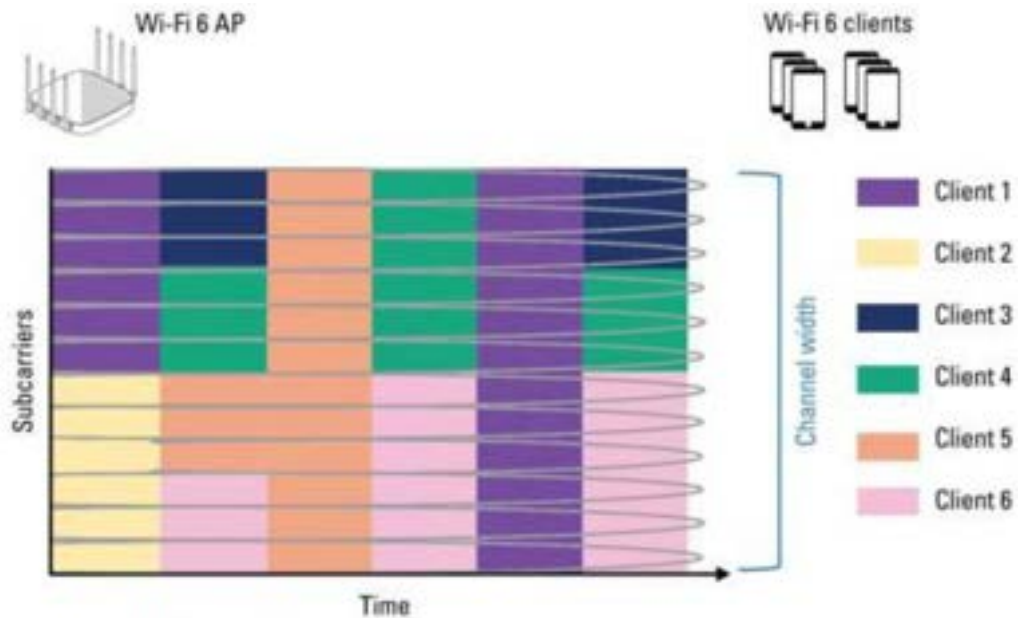 Wi-Fi 6 AP
Wi-Fi 6 clients
Subcarriers
Time
Channel width
Client 1
Client 2
Client 3
Client 4
Client 5
Client 6